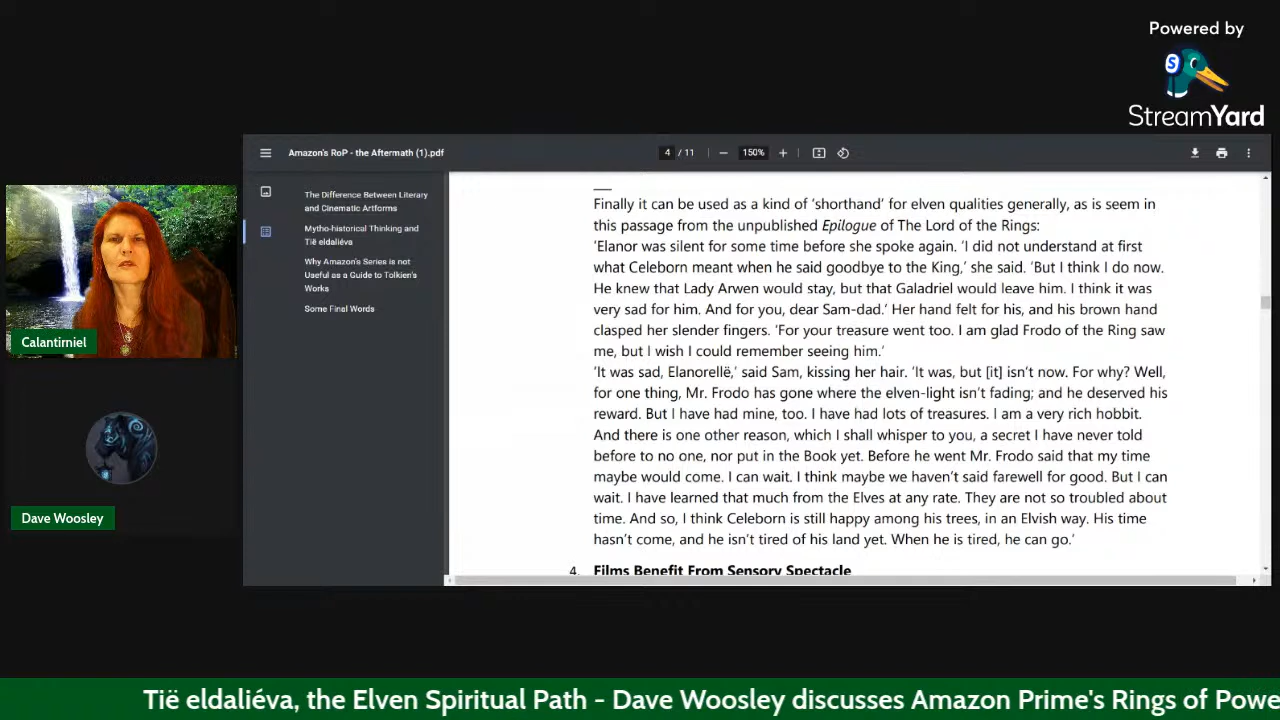 Powered by
S
StreamYard
Amazon's RoP - the Aftermath (1).pdf
4 / 11
150%
The Difference Between Literary
and Cinematic Artforms
Mytho-historical Thinking and
Tië eldaliéva
Why Amazon's Series is not
Useful as a Guide to Tolkien's
Works
Some Final Words
Finally it can be used as a kind of ‘shorthand’ for elven qualities generally, as is seem in
this passage from the unpublished Epilogue of The Lord of the Rings:
‘Elanor was silent for some time before she spoke again. ‘I did not understand at first
what Celeborn meant when he said goodbye to the King,’ she said. ‘But I think I do now.
He knew that Lady Arwen would stay, but that Galadriel would leave him. I think it was
very sad for him. And for you, dear Sam-dad.’ Her hand felt for his, and his brown hand
clasped her slender fingers. ‘For your treasure went too. I am glad Frodo of the Ring saw
me, but I wish I could remember seeing him.’
‘It was sad, Elanorellë,’ said Sam, kissing her hair. ‘It was, but [it] isn’t now. For why? Well,
for one thing, Mr. Frodo has gone where the elven-light isn’t fading; and he deserved his
reward. But I have had mine, too. I have had lots of treasures. I am a very rich hobbit.
And there is one other reason, which I shall whisper to you, a secret I have never told
before to no one, nor put in the Book yet. Before he went Mr. Frodo said that my time
maybe would come. I can wait. I think maybe we haven’t said farewell for good. But I can
wait. I have learned that much from the Elves at any rate. They are not so troubled about
time. And so, I think Celeborn is still happy among his trees, in an Elvish way. His time
hasn’t come, and he isn’t tired of his land yet. When he is tired, he can go.’
4. Films Benefit From Sensory Spectacle
Calantirniel
Dave Woosley
Tië eldaliéva, the Elven Spiritual Path - Dave Woosley discusses Amazon Prime's Rings of Powe